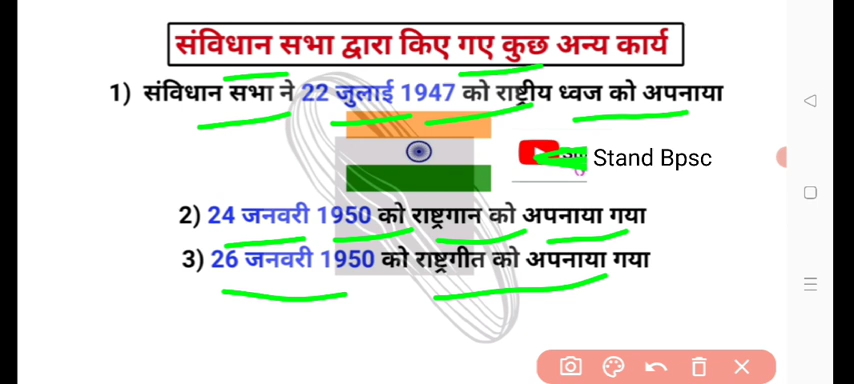 संविधान सभा द्वारा किए गए कुछ अन्य कार्य
1) संविधान सभा ने 22 जुलाई 1947 को राष्ट्रीय ध्वज को अपनाया
Stand Bpsc
2) 24 जनवरी 1950 को राष्ट्रगान को अपनाया गया
3) 26 जनवरी 1950 को राष्ट्रगीत को अपनाया गया